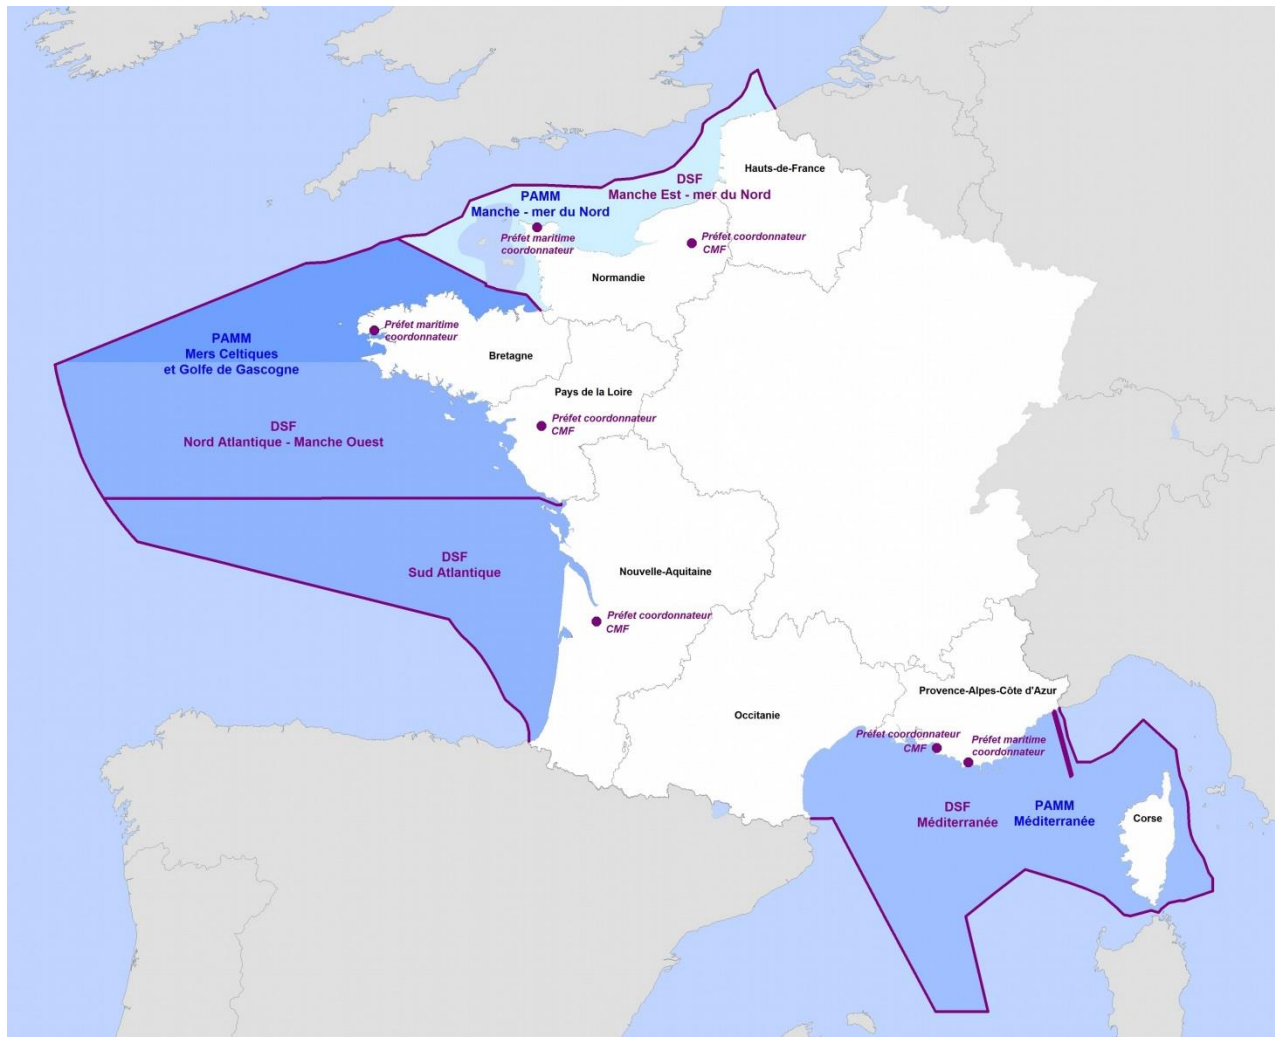 Hauts-de-France
DSF
Manche Est - mer du Nord
PAMM
Manche - mer du Nord
Préfet maritime
coordonnateur
Préfet coordonnateur
CMF
Normandie
Préfet maritime
coordonnateur
PAMM
Mers Celtiques
et Golfe de Gascogne
Bretagne
Pays de la Loire
Préfet coordonnateur
CMF
DSF
Nord Atlantique - Manche Ouest
DSF
Sud Atlantique
Nouvelle-Aquitaine
Préfet coordonnateur
CMF
Provence-Alpes-Côte d'Azur
Occitanie
Préfet coordonnateur
CMF
Préfet maritime
coordonnateur
DSF
Méditerranée
PAMM
Méditerranée
Corse